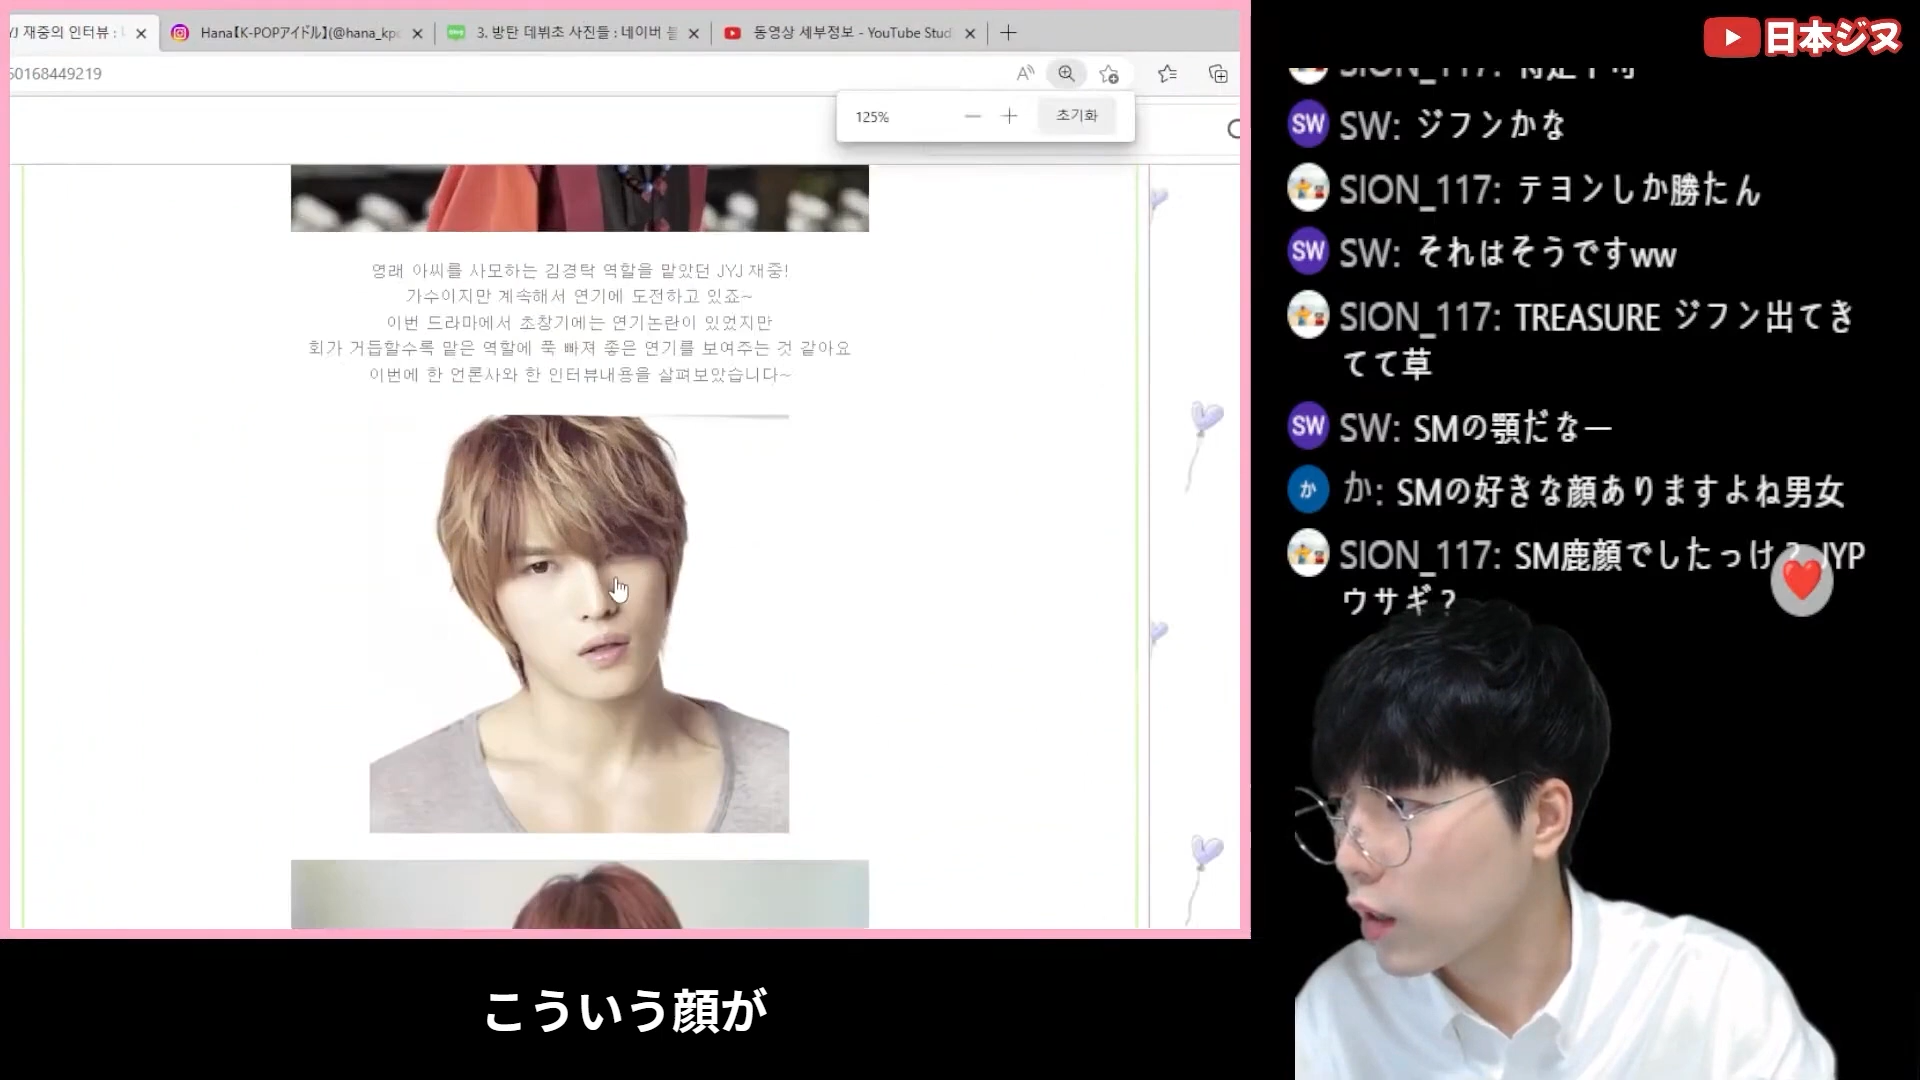 JYJ 재중의 인터뷰 :
Hana【K-POPアイドル】(@hana_kpo
3. 방탄 데뷔초 사진들 : 네이버 블
동영상 세부정보 - YouTube Stud
60168449219
125%
초기화
영래 아씨를 사모하는 김경탁 역할을 맡았던 JYJ 재중!
가수이지만 계속해서 연기에 도전하고 있죠~
이번 드라마에서 초창기에는 연기논란이 있었지만
회가 거듭할수록 맡은 역할에 푹 빠져 좋은 연기를 보여주는 것 같아요
이번에 한 언론사와 한 인터뷰내용을 살펴보았습니다~
こういう顔が
日本ジヌ
SION_117:
SW SW: ジフンかな
SION_117: テヨンしか勝たん
SW SW: それはそうですww
SION_117: TREASURE ジフン出てき
てて草
SW SW: SMの顎だなー
か か: SMの好きな顔ありますよね男女
SION_117: SM鹿顔でしたっけ？ JYP
ウサギ？